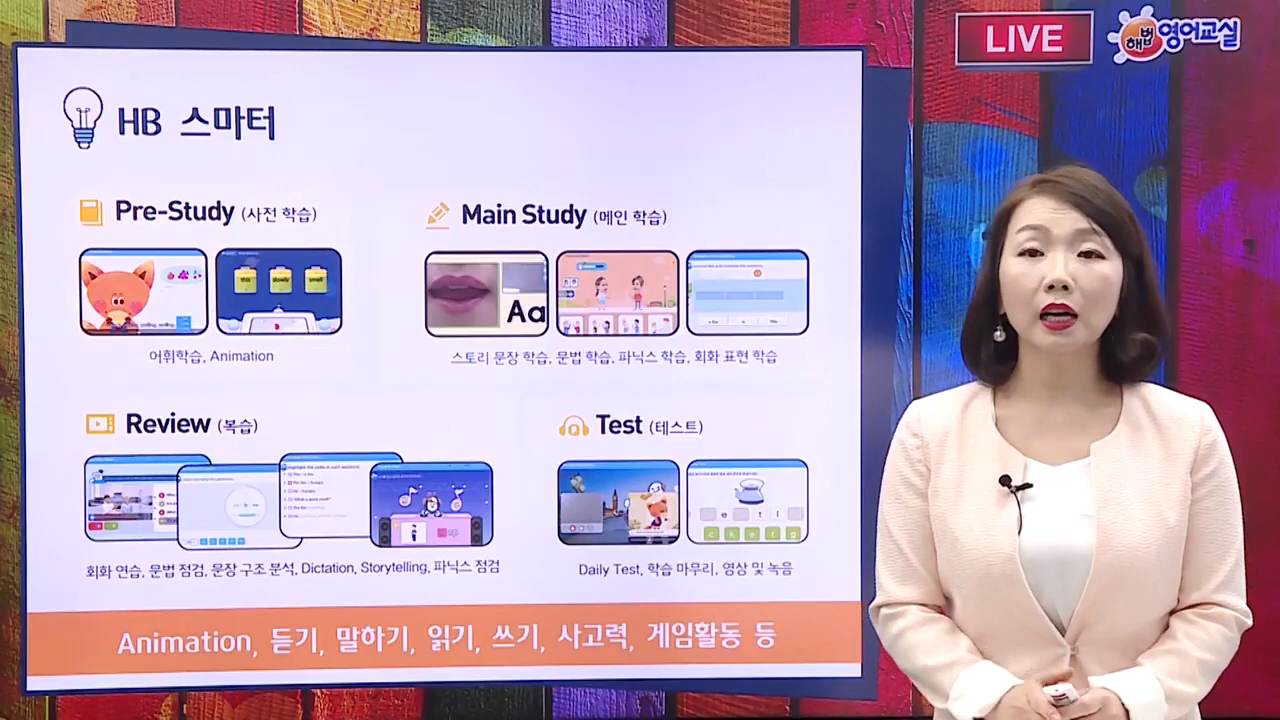 LIVE
해법 영어교실
HB 스마터
Pre-Study (사전 학습)
this slowly smell
어휘학습, Animation
Main Study (메인 학습)
Aa
스토리 문장 학습, 문법 학습, 파닉스 학습, 회화 표현 학습
Review (복습)
회화 연습, 문법 점검, 문장 구조 분석, Dictation, Storytelling, 파닉스 점검
Test (테스트)
e t l
c k e t g
Daily Test, 학습 마무리, 영상 및 녹음
Animation, 듣기, 말하기, 읽기, 쓰기, 사고력, 게임활동 등